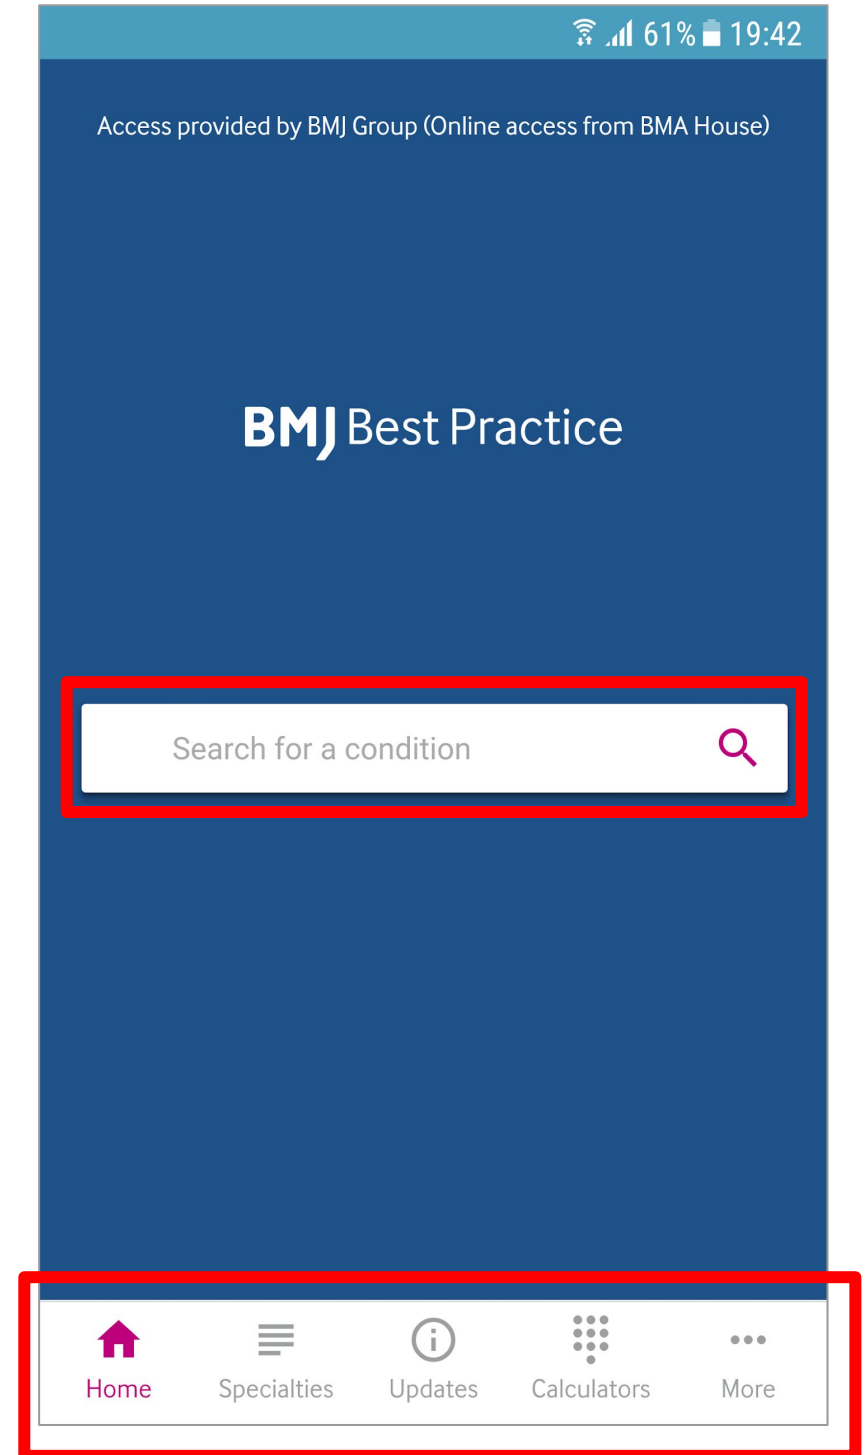 61% 19:42
Access provided by BMJ Group (Online access from BMA House)
BMJ Best Practice
Search for a condition
Home Specialties Updates Calculators More